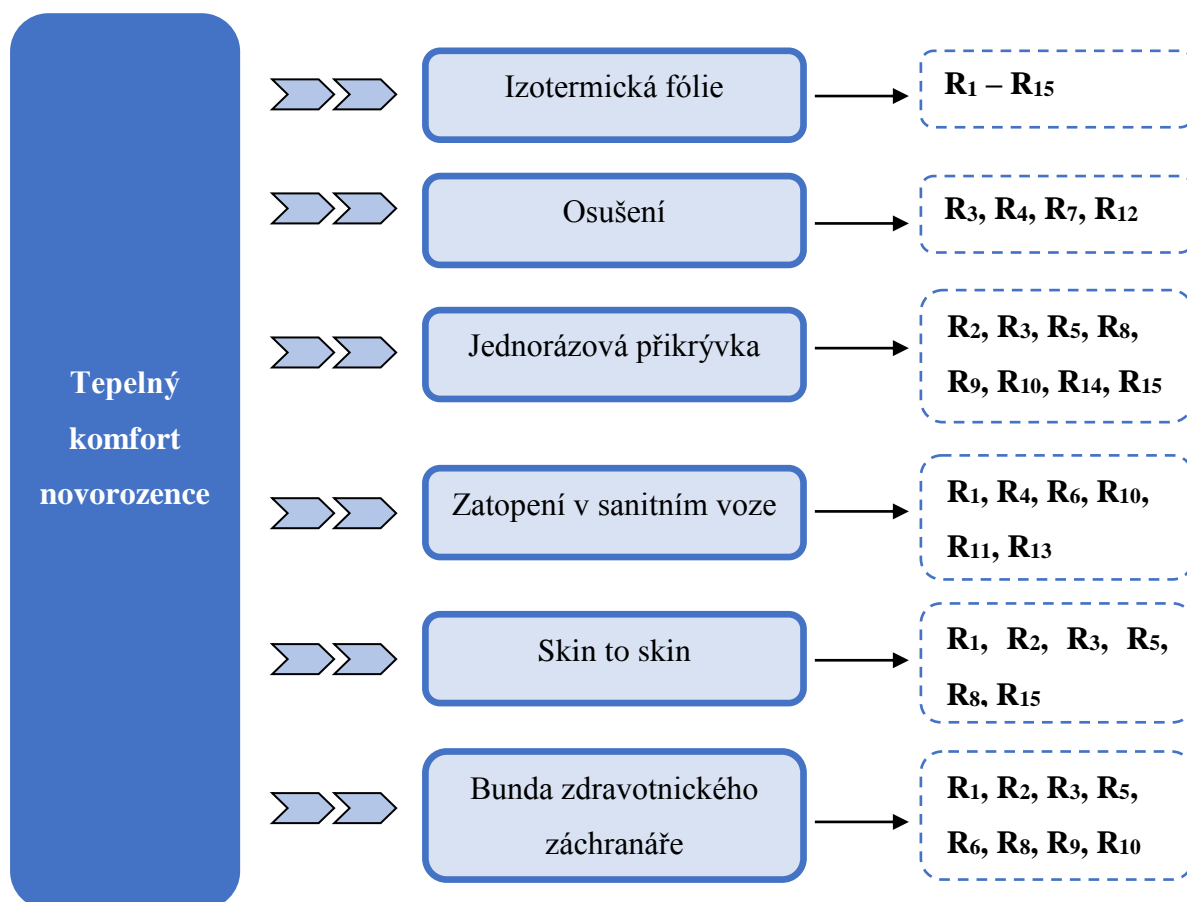 Tepelný
komfort
novorozence
Izotermická fólie
R₁ – R₁₅
Osušení
R₃, R₄, R₇, R₁₂
Jednorázová přikrývka
R₂, R₃, R₅, R₈,
R₉, R₁₀, R₁₄, R₁₅
Zatopení v sanitním voze
R₁, R₄, R₆, R₁₀,
R₁₁, R₁₃
Skin to skin
R₁, R₂, R₃, R₅,
R₈, R₁₅
Bunda zdravotnického
záchranáře
R₁, R₂, R₃, R₅,
R₆, R₈, R₉, R₁₀